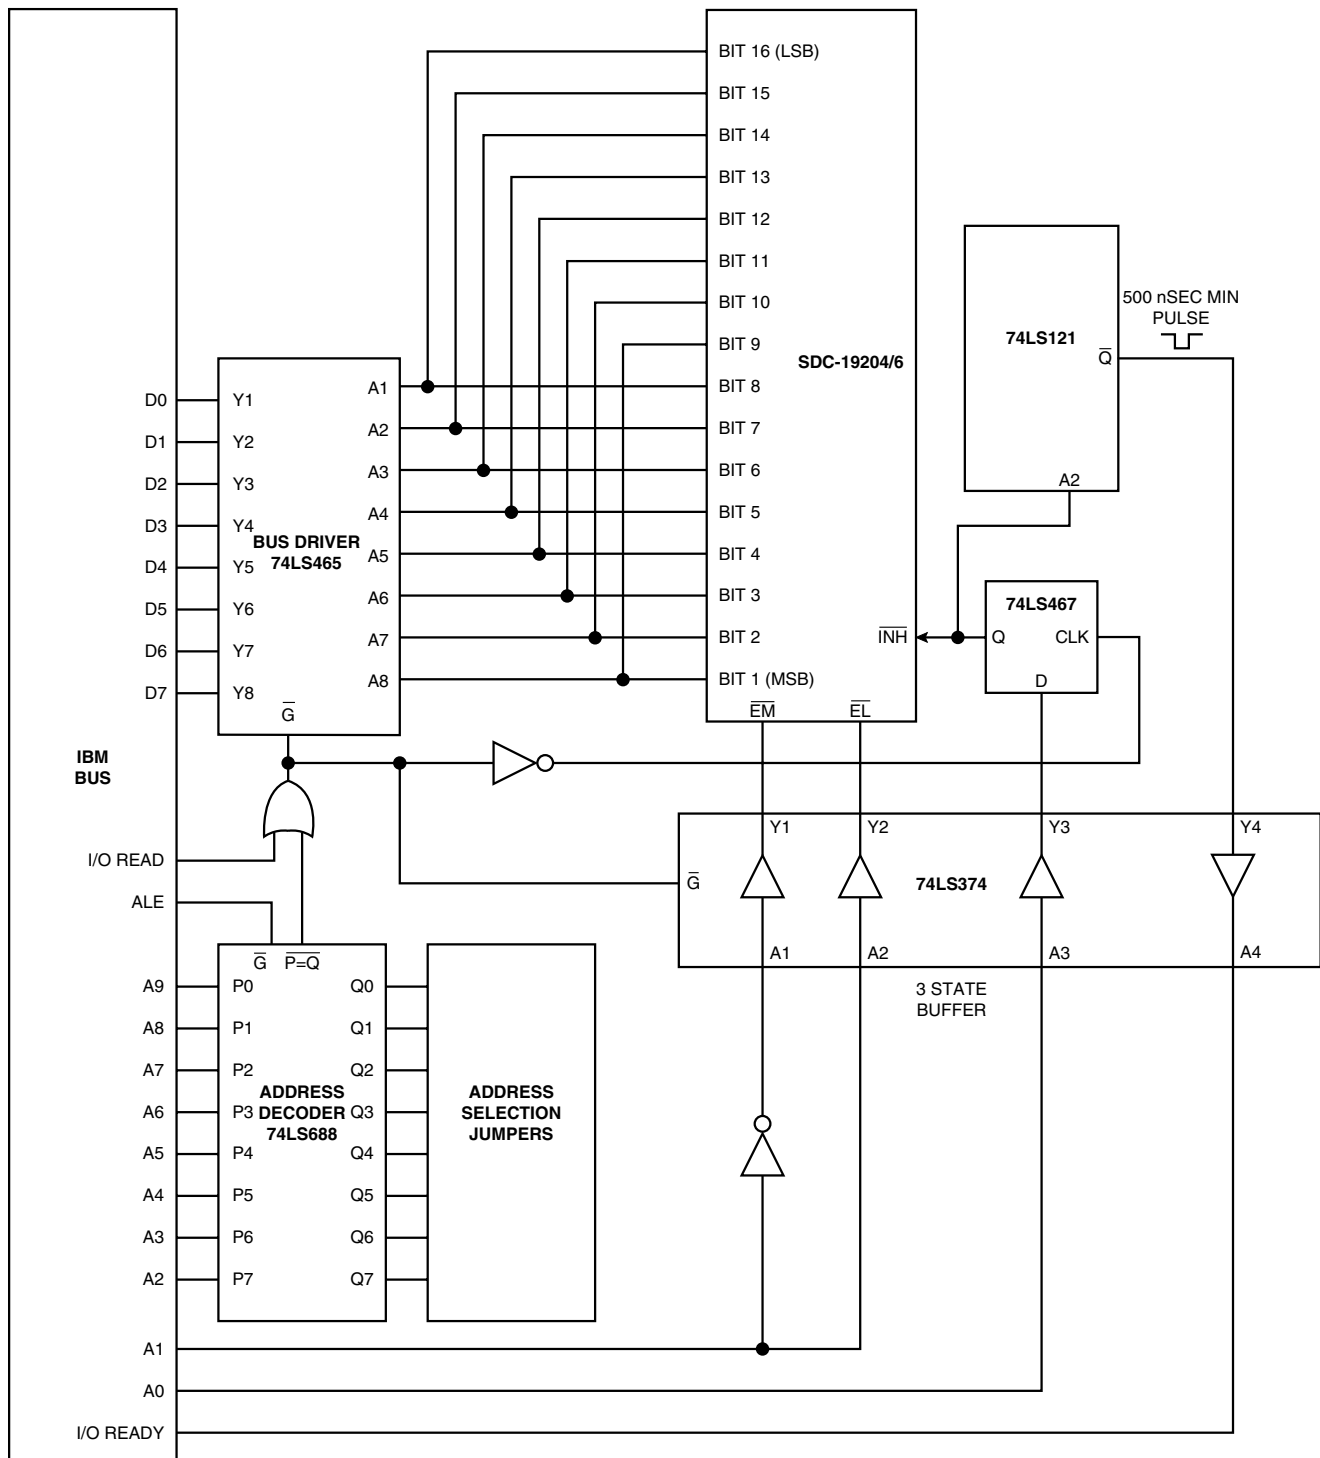 BIT 16 (LSB)
BIT 15
BIT 14
BIT 13
BIT 12
BIT 11
BIT 10
BIT 9
BIT 8
BIT 7
BIT 6
BIT 5
BIT 4
BIT 3
BIT 2
BIT 1 (MSB)
SDC-19204/6
INH
EM
EL
74LS121
Q
A2
500 nSEC MIN
PULSE
74LS467
Q
CLK
D
D0
D1
D2
D3
D4
D5
D6
D7
Y1
Y2
Y3
Y4
Y5
Y6
Y7
Y8
BUS DRIVER
74LS465
A1
A2
A3
A4
A5
A6
A7
A8
G
IBM
BUS
I/O READ
ALE
G
P=Q
A9
A8
A7
A6
A5
A4
A3
A2
P0
P1
P2
P3
P4
P5
P6
P7
ADDRESS
DECODER
74LS688
Q0
Q1
Q2
Q3
Q4
Q5
Q6
Q7
ADDRESS
SELECTION
JUMPERS
Y1
Y2
Y3
Y4
G
74LS374
A1
A2
A3
A4
3 STATE
BUFFER
A1
A0
I/O READY